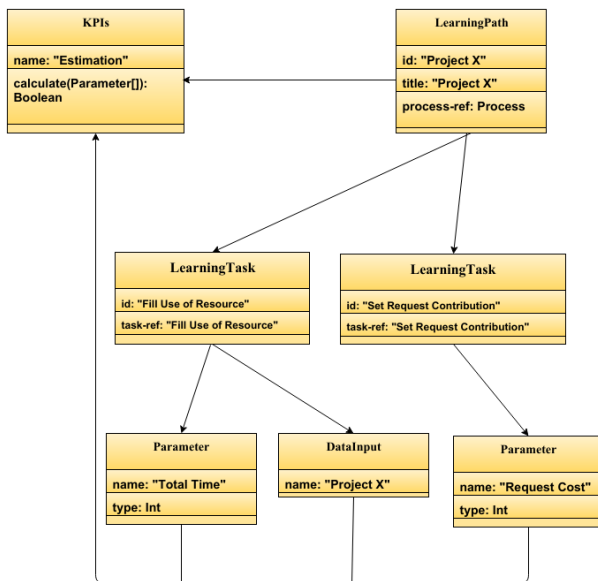 KPIs
name: "Estimation"
calculate(Parameter[]):
Boolean
LearningPath
id: "Project X"
title: "Project X"
process-ref: Process
LearningTask
id: "Fill Use of Resource"
task-ref: "Fill Use of Resource"
LearningTask
id: "Set Request Contribution"
task-ref: "Set Request Contribution"
Parameter
name: "Total Time"
type: Int
DataInput
name: "Project X"
Parameter
name: "Request Cost"
type: Int